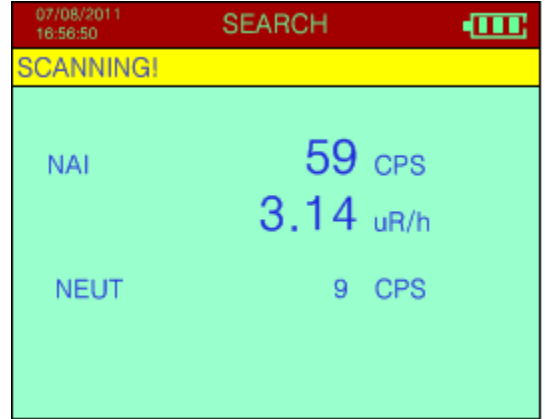 07/08/2011
16:56:50
SEARCH
SCANNING!
NAI 59 CPS
3.14 uR/h
NEUT 9 CPS